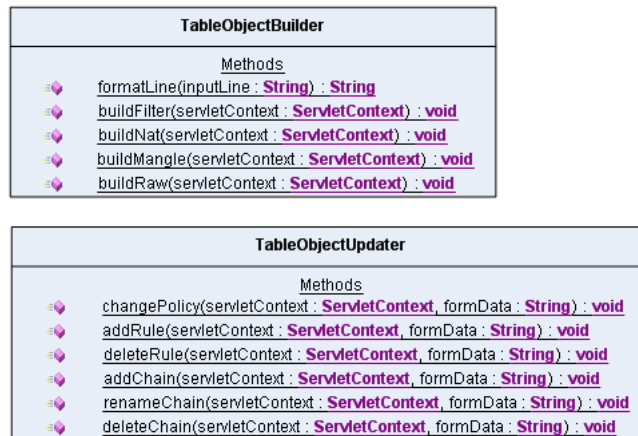 TableObjectBuilder
Methods
formatLine(inputLine : String) : String
buildFilter(servletContext : ServletContext) : void
buildNat(servletContext : ServletContext) : void
buildMangle(servletContext : ServletContext) : void
buildRaw(servletContext : ServletContext) : void
TableObjectUpdater
Methods
changePolicy(servletContext : ServletContext, formData : String) : void
addRule(servletContext : ServletContext, formData : String) : void
deleteRule(servletContext : ServletContext, formData : String) : void
addChain(servletContext : ServletContext, formData : String) : void
renameChain(servletContext : ServletContext, formData : String) : void
deleteChain(servletContext : ServletContext, formData : String) : void